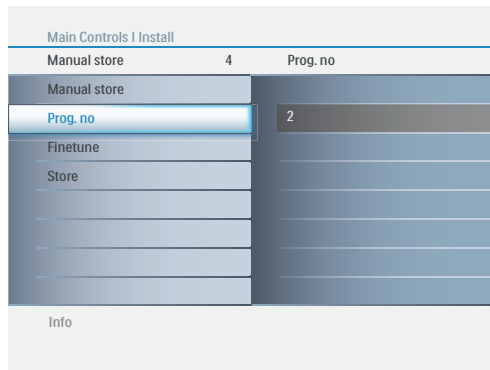 Main Controls | Install
Manual store 4 Prog. no
Manual store
Prog. no 2
Finetune
Store
Info